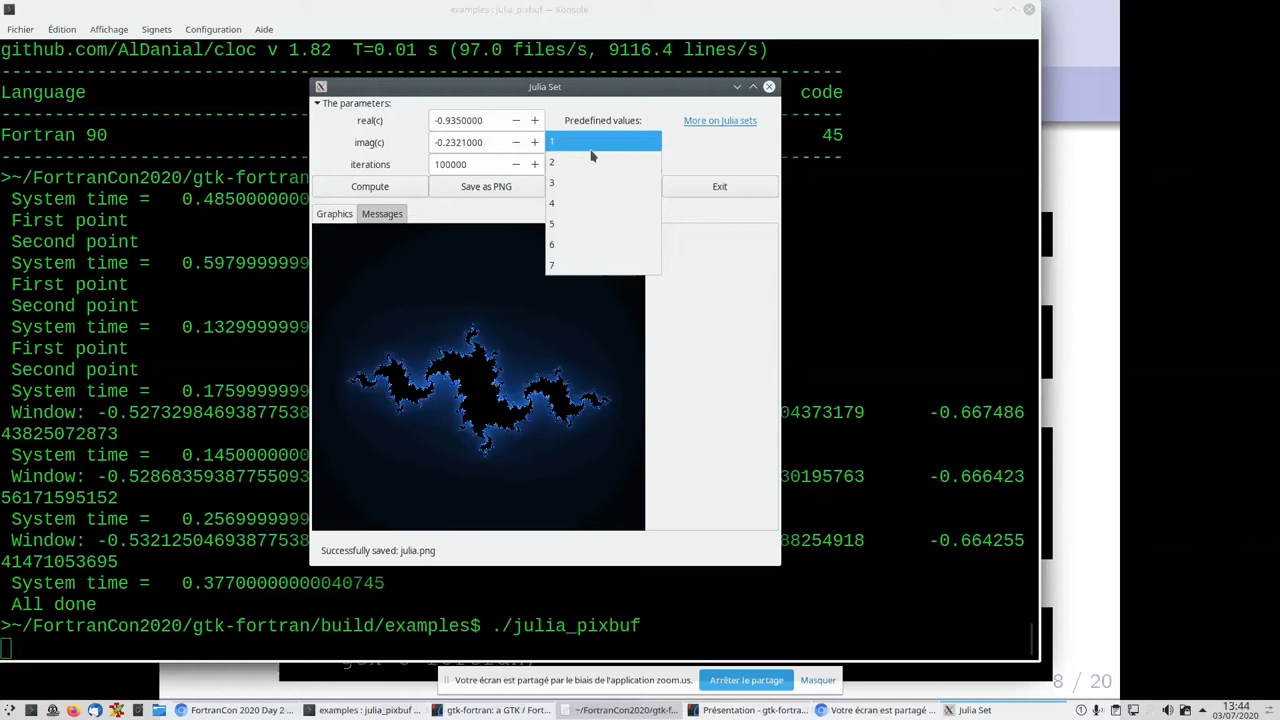 examples : julia_pixbuf — Konsole
Fichier Édition Affichage Signets Configuration Aide
github.com/AlDanial/cloc v 1.82 T=0.01 s (97.0 files/s, 9116.4 lines/s)
Language code
Fortran 90 45
>~/FortranCon2020/gtk-fortran
System time = 0.4850000000
First point
Second point
System time = 0.5979999999
First point
Second point
System time = 0.1329999999
First point
Second point
System time = 0.1759999999
Window: -0.52732984693877538 04373179 -0.667486
43825072873
System time = 0.1450000000
Window: -0.52868359387755093 30195763 -0.666423
56171595152
System time = 0.2569999999
Window: -0.53212504693877538 38254918 -0.664255
41471053695
System time = 0.37700000000040745
All done
>~/FortranCon2020/gtk-fortran/build/examples$ ./julia_pixbuf
Julia Set
The parameters:
real(c) -0.9350000 − + Predefined values: More on Julia sets
imag(c) -0.2321000 − + 1
iterations 100000 − + 2
3
4
5
6
7
Compute Save as PNG Exit
Graphics Messages
Successfully saved: julia.png
Votre écran est partagé par le biais de l'application zoom.us. Arrêter le partage Masquer
8 / 20
FortranCon 2020 Day 2 ... examples : julia_pixbuf ... gtk-fortran: a GTK / Fort... ~/FortranCon2020/gtk-f... Présentation - gtk-fortra... Votre écran est partagé ... Julia Set
13:44
03/07/2020